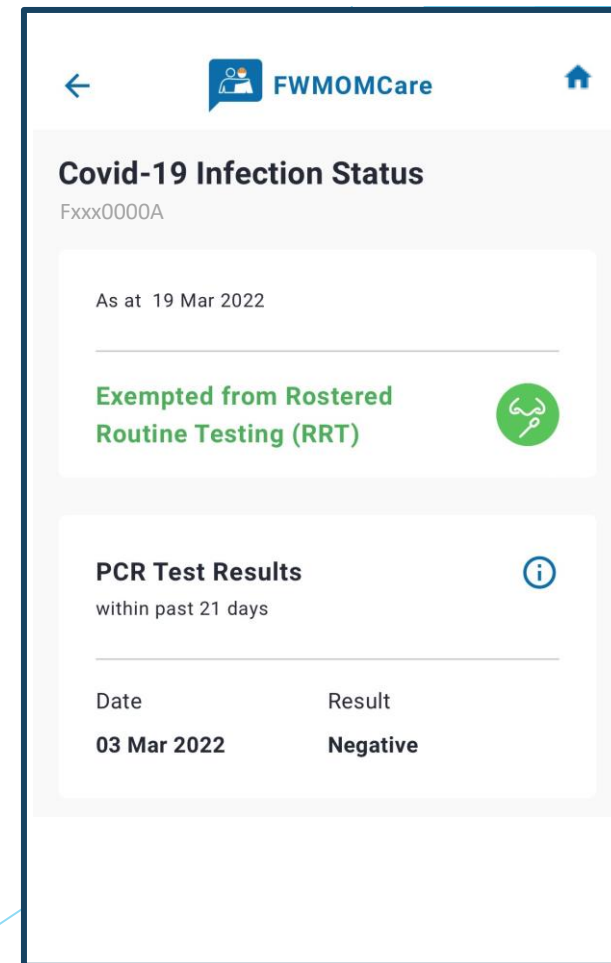 FWMOMCare
Covid-19 Infection Status
Fxxx0000A
As at 19 Mar 2022
Exempted from Rostered
Routine Testing (RRT)
PCR Test Results
within past 21 days
Date Result
03 Mar 2022 Negative